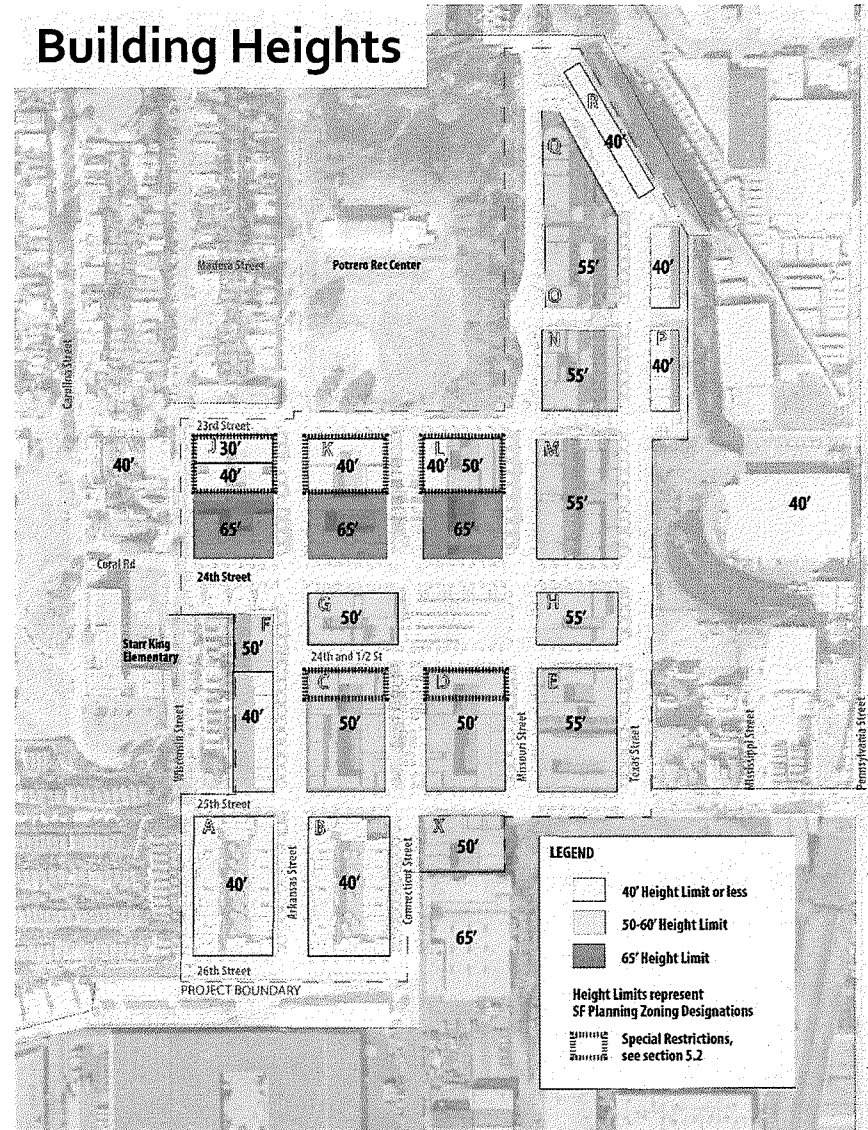 Building Heights
R
40'
Q
Madera Street
Potrero Rec Center
55'
40'
O
N
P
55'
40'
Carolina Street
23rd Street
J 30'
K
L
M
40'
40'
40'
40' 50'
55'
40'
65'
65'
65'
Coral Rd
24th Street
G
H
50'
55'
F
Starr King
Elementary
50'
24th and 1/2 St
C
D
E
Wisconsin Street
40'
50'
50'
55'
Missouri Street
Texas Street
Mississippi Street
Pennsylvania Street
25th Street
A
B
X
50'
40'
Arkansas Street
40'
Connecticut Street
65'
26th Street
PROJECT BOUNDARY
LEGEND
40' Height Limit or less
50-60' Height Limit
65' Height Limit
Height Limits represent
SF Planning Zoning Designations
Special Restrictions,
see section 5.2